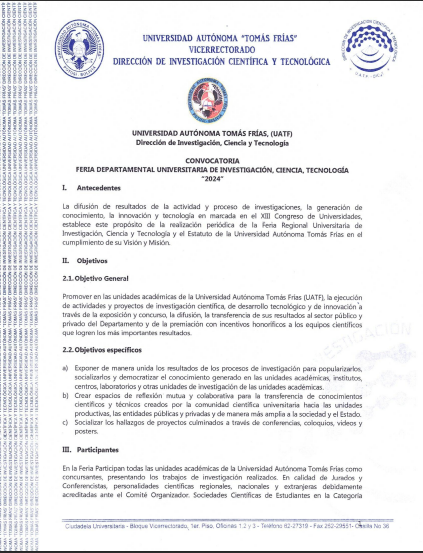 UNIVERSIDAD AUTÓNOMA "TOMÁS FRÍAS"
VICERRECTORADO
DIRECCIÓN DE INVESTIGACIÓN CIENTÍFICA Y TECNOLÓGICA
UNIVERSIDAD AUTÓNOMA TOMÁS FRÍAS, (UATF)
Dirección de Investigación, Ciencia y Tecnología
CONVOCATORIA
FERIA DEPARTAMENTAL UNIVERSITARIA DE INVESTIGACIÓN, CIENCIA, TECNOLOGÍA
"2024"
I. Antecedentes
La difusión de resultados de la actividad y proceso de investigaciones, la generación de
conocimiento, la Innovación y tecnología en marcada en el XIII Congreso de Universidades,
establece este propósito de la realización periódica de la Feria Regional Universitaria de
Investigación, Ciencia y Tecnología y el Estatuto de la Universidad Autónoma Tomás Frías en el
cumplimiento de su Visión y Misión.
II. Objetivos
2.1. Objetivo General
Promover en las unidades académicas de la Universidad Autónoma Tomás Frías (UATF), la ejecución
de actividades y proyectos de investigación científica, de desarrollo tecnológico y de innovación a
través de la exposición y concurso, la difusión, la transferencia de sus resultados al sector público y
privado del Departamento y de la premiación con incentivos honoríficos a los equipos científicos
que logren los más importantes resultados.
2.2. Objetivos específicos
a) Exponer de manera unida los resultados de los procesos de investigación para popularizarlos,
socializarlos y democratizar el conocimiento generado en las unidades académicas, institutos,
centros, laboratorios y otras unidades de investigación de las unidades académicas.
b) Crear espacios de reflexión mutua y colaborativa para la transferencia de conocimientos
científicos y técnicos creados por la comunidad científica universitaria hacia las unidades
productivas, las entidades públicas y privadas y de manera más amplia a la sociedad y el Estado.
c) Socializar los hallazgos de proyectos culminados a través de conferencias, coloquios, videos y
posters.
III. Participantes
En la Feria Participan todas las unidades académicas de la Universidad Autónoma Tomás Frías como
concursantes, presentando los trabajos de investigación realizados. En calidad de Jurados y
Conferencistas, personalidades científicas regionales, nacionales y extranjeras debidamente
acreditadas ante el Comité Organizador. Sociedades Científicas de Estudiantes en la Categoría
Ciudadela Universitaria - Bloque Vicerrectorado, 1er. Piso, Oficinas 1.2 y 3 - Teléfono 62-27319 - Fax 252-29551- Casilla No 36